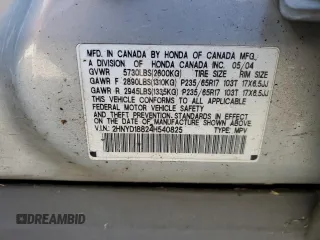 MFD. IN CANADA BY HONDA OF CANADA MFG.,
A DIVISION OF HONDA CANADA INC. 05/04
GVWR 5730LBS(2600KG) TIRE SIZE RIM SIZE
GAWR F 2890LBS(1310KG) P235/65R17 103T 17X6.5JJ
GAWR R 2945LBS(1335KG) P235/65R17 103T 17X6.5JJ
THIS VEHICLE CONFORMS TO ALL APPLICABLE
FEDERAL MOTOR VEHICLE SAFETY STANDARDS IN
EFFECT ON THE DATE OF MANUFACTURE SHOWN ABOVE.
V.I.N.: 2HNYD18824H540825 TYPE: MPV
DREAMBID